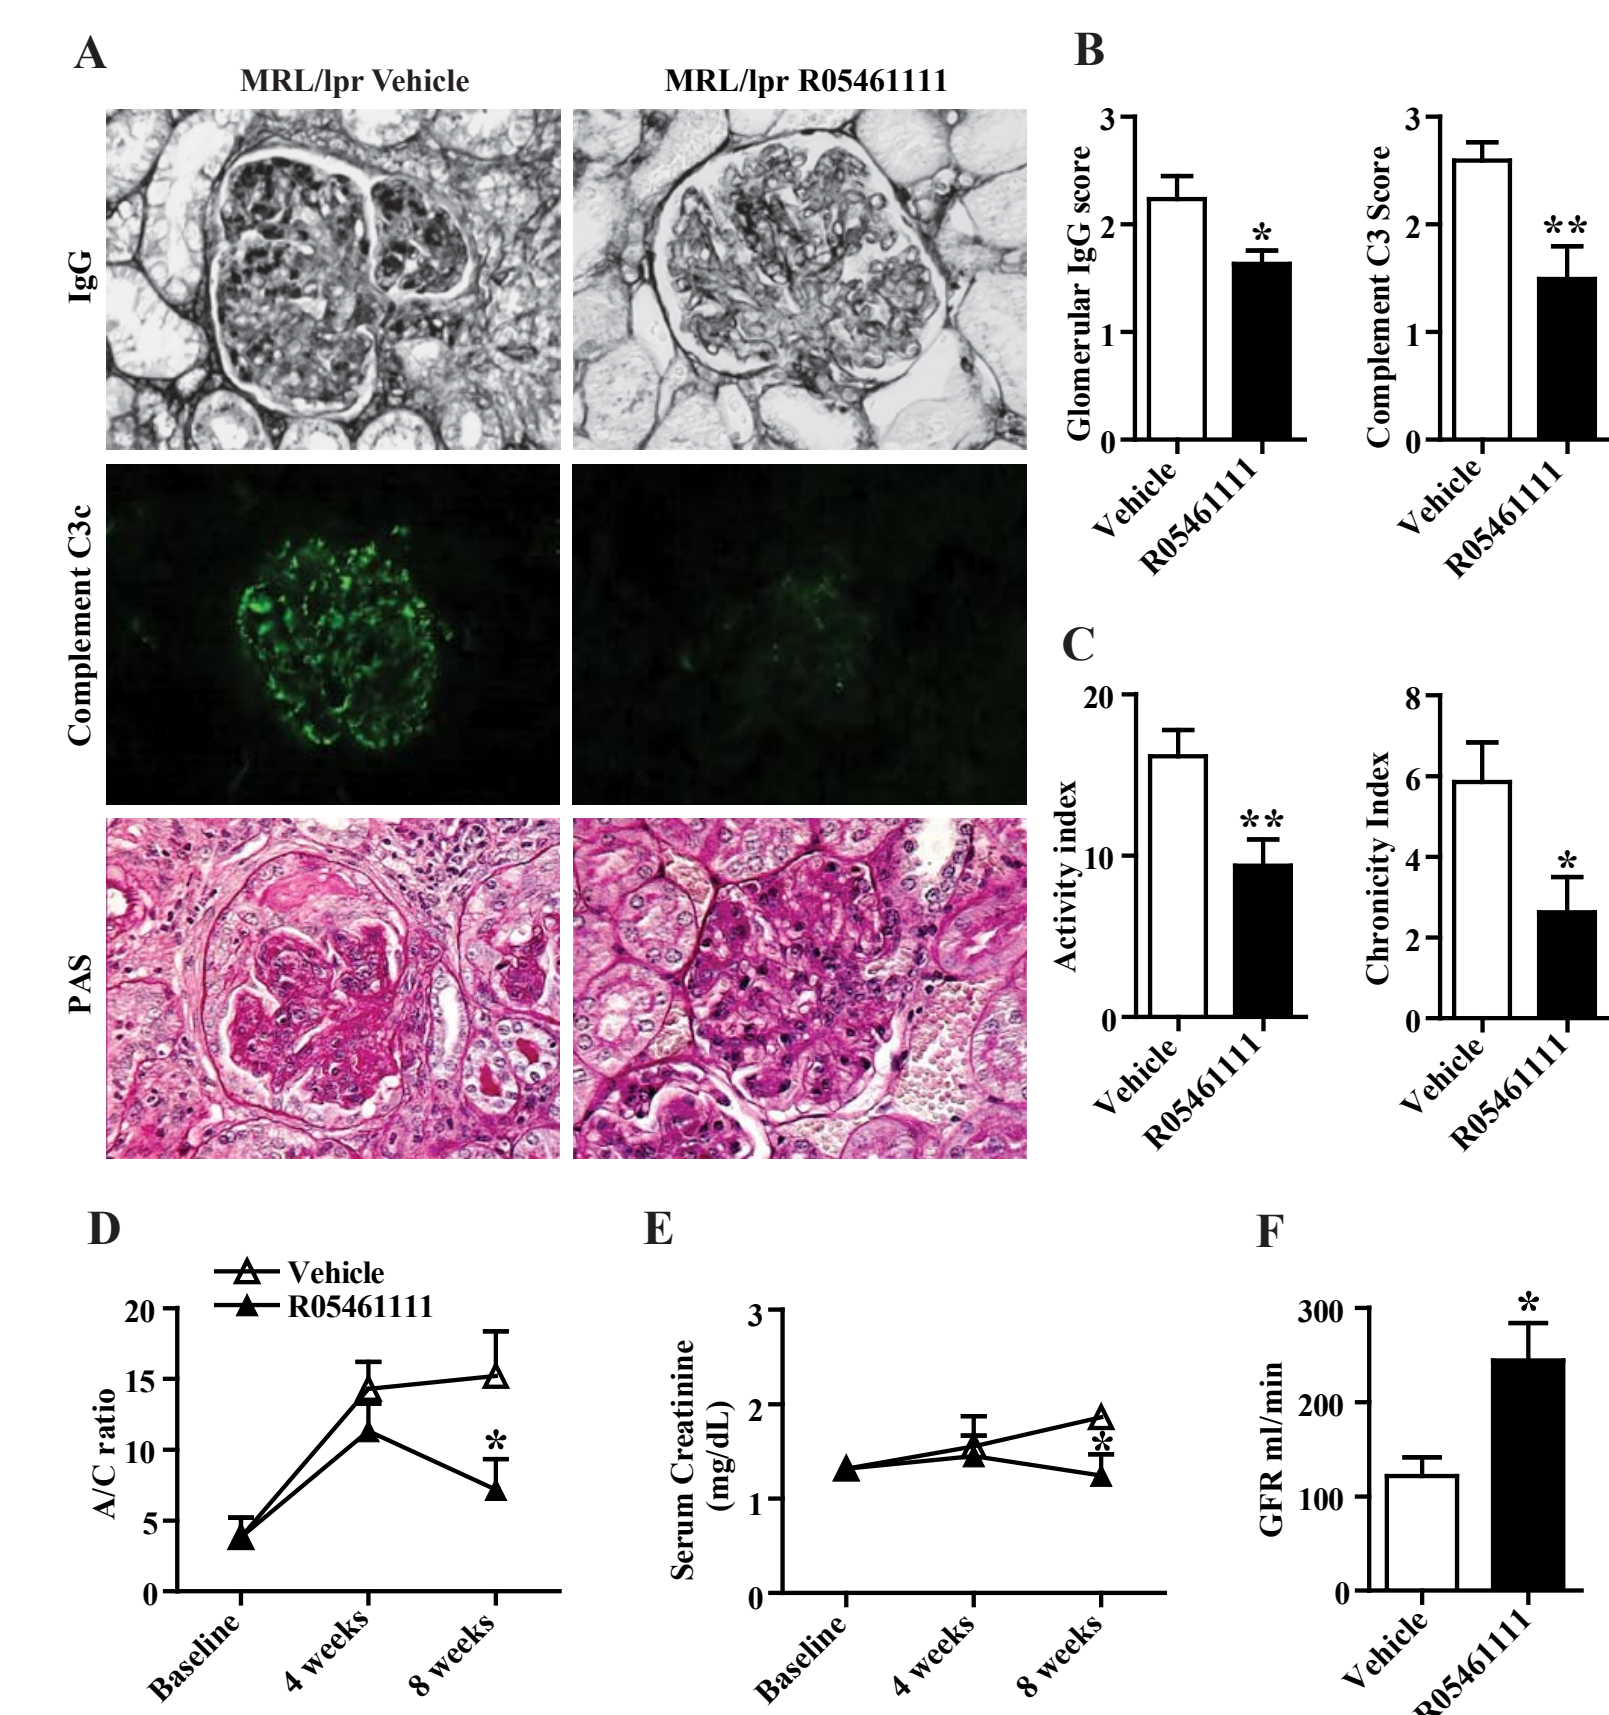 A
MRL/lpr Vehicle
MRL/lpr R05461111
IgG
Complement C3c
PAS
B
Glomerular IgG score
3
2
1
0
*
Vehicle
R05461111
Complement C3 Score
3
2
1
0
**
Vehicle
R05461111
C
Activity index
20
10
0
**
Vehicle
R05461111
Chronicity Index
8
6
4
2
0
*
Vehicle
R05461111
D
Vehicle
R05461111
A/C ratio
20
15
10
5
0
*
Baseline
4 weeks
8 weeks
E
Serum Creatinine
(mg/dL)
3
2
1
0
*
Baseline
4 weeks
8 weeks
F
GFR ml/min
300
200
100
0
*
Vehicle
R05461111